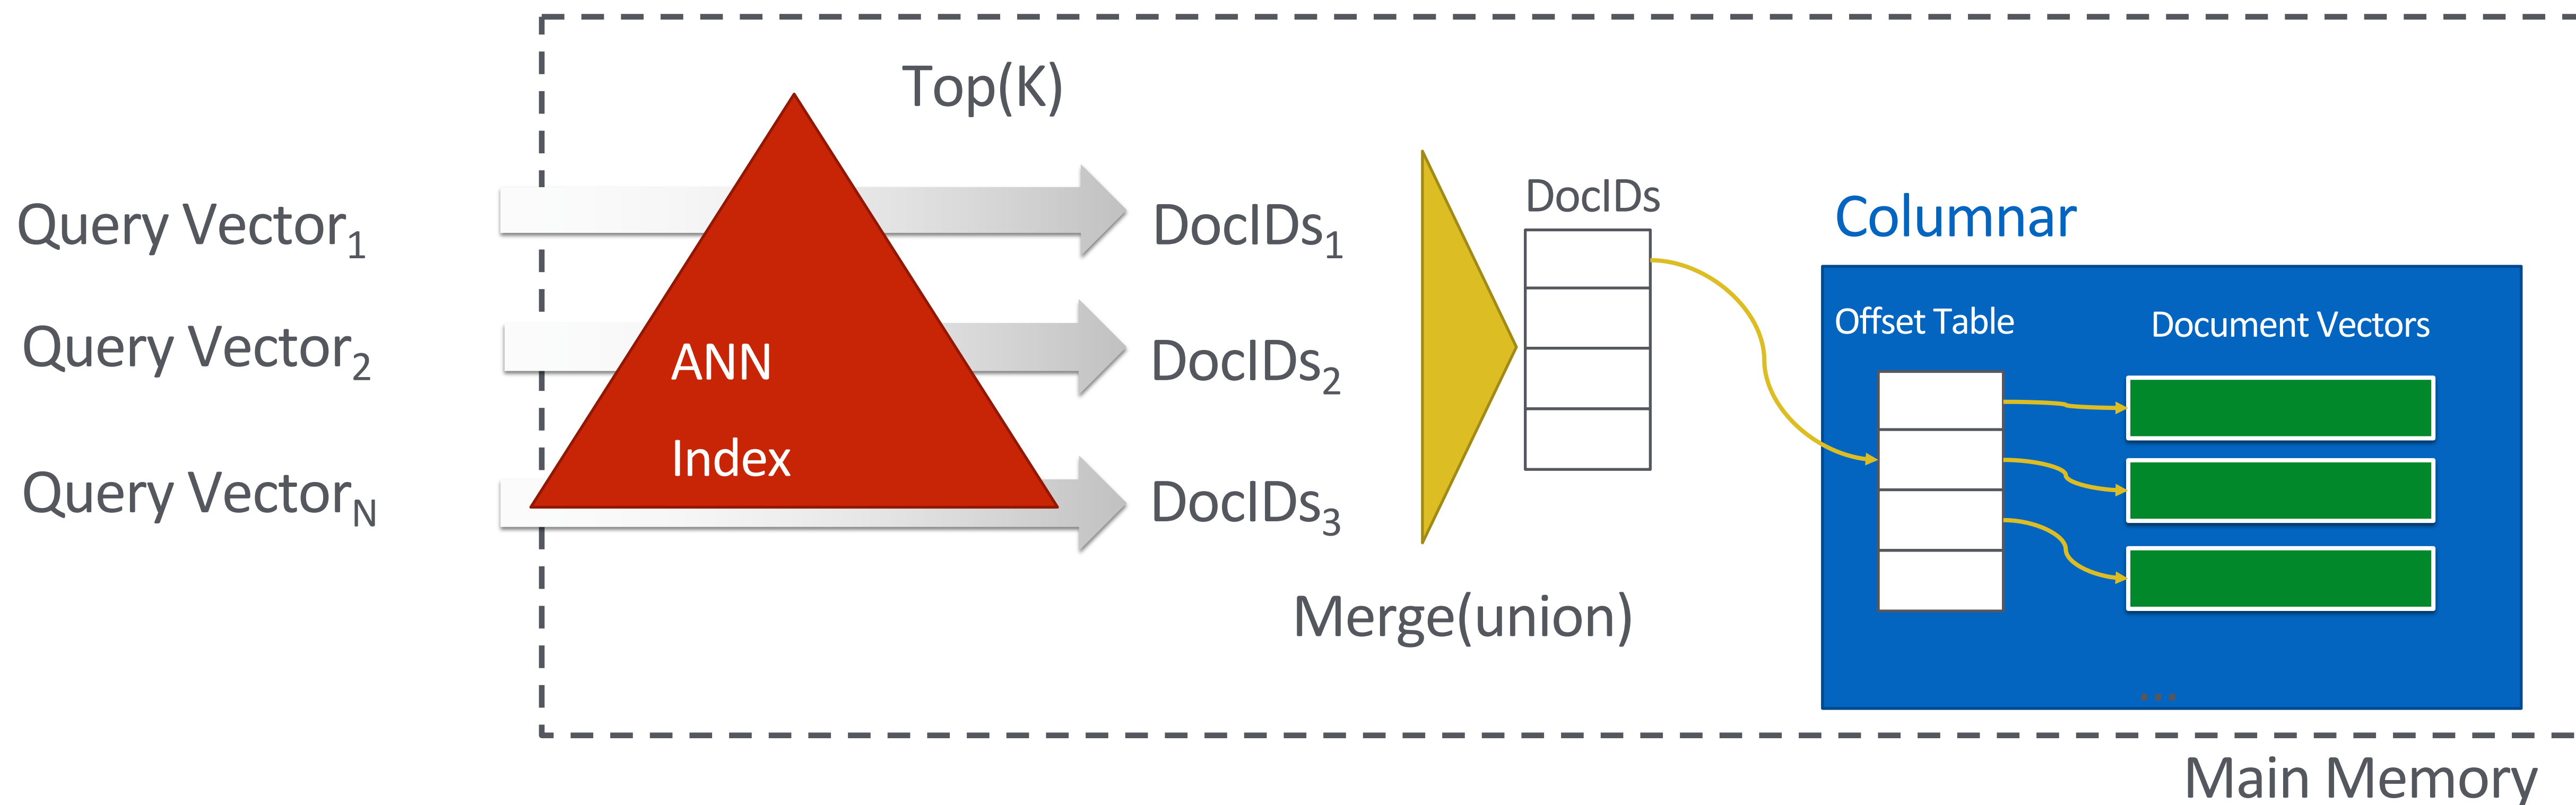 Top(K)
Query Vector1
Query Vector2
Query VectorN
ANN
Index
DocIDs1
DocIDs2
DocIDs3
Merge(union)
DocIDs
Columnar
Offset Table
Document Vectors
...
Main Memory